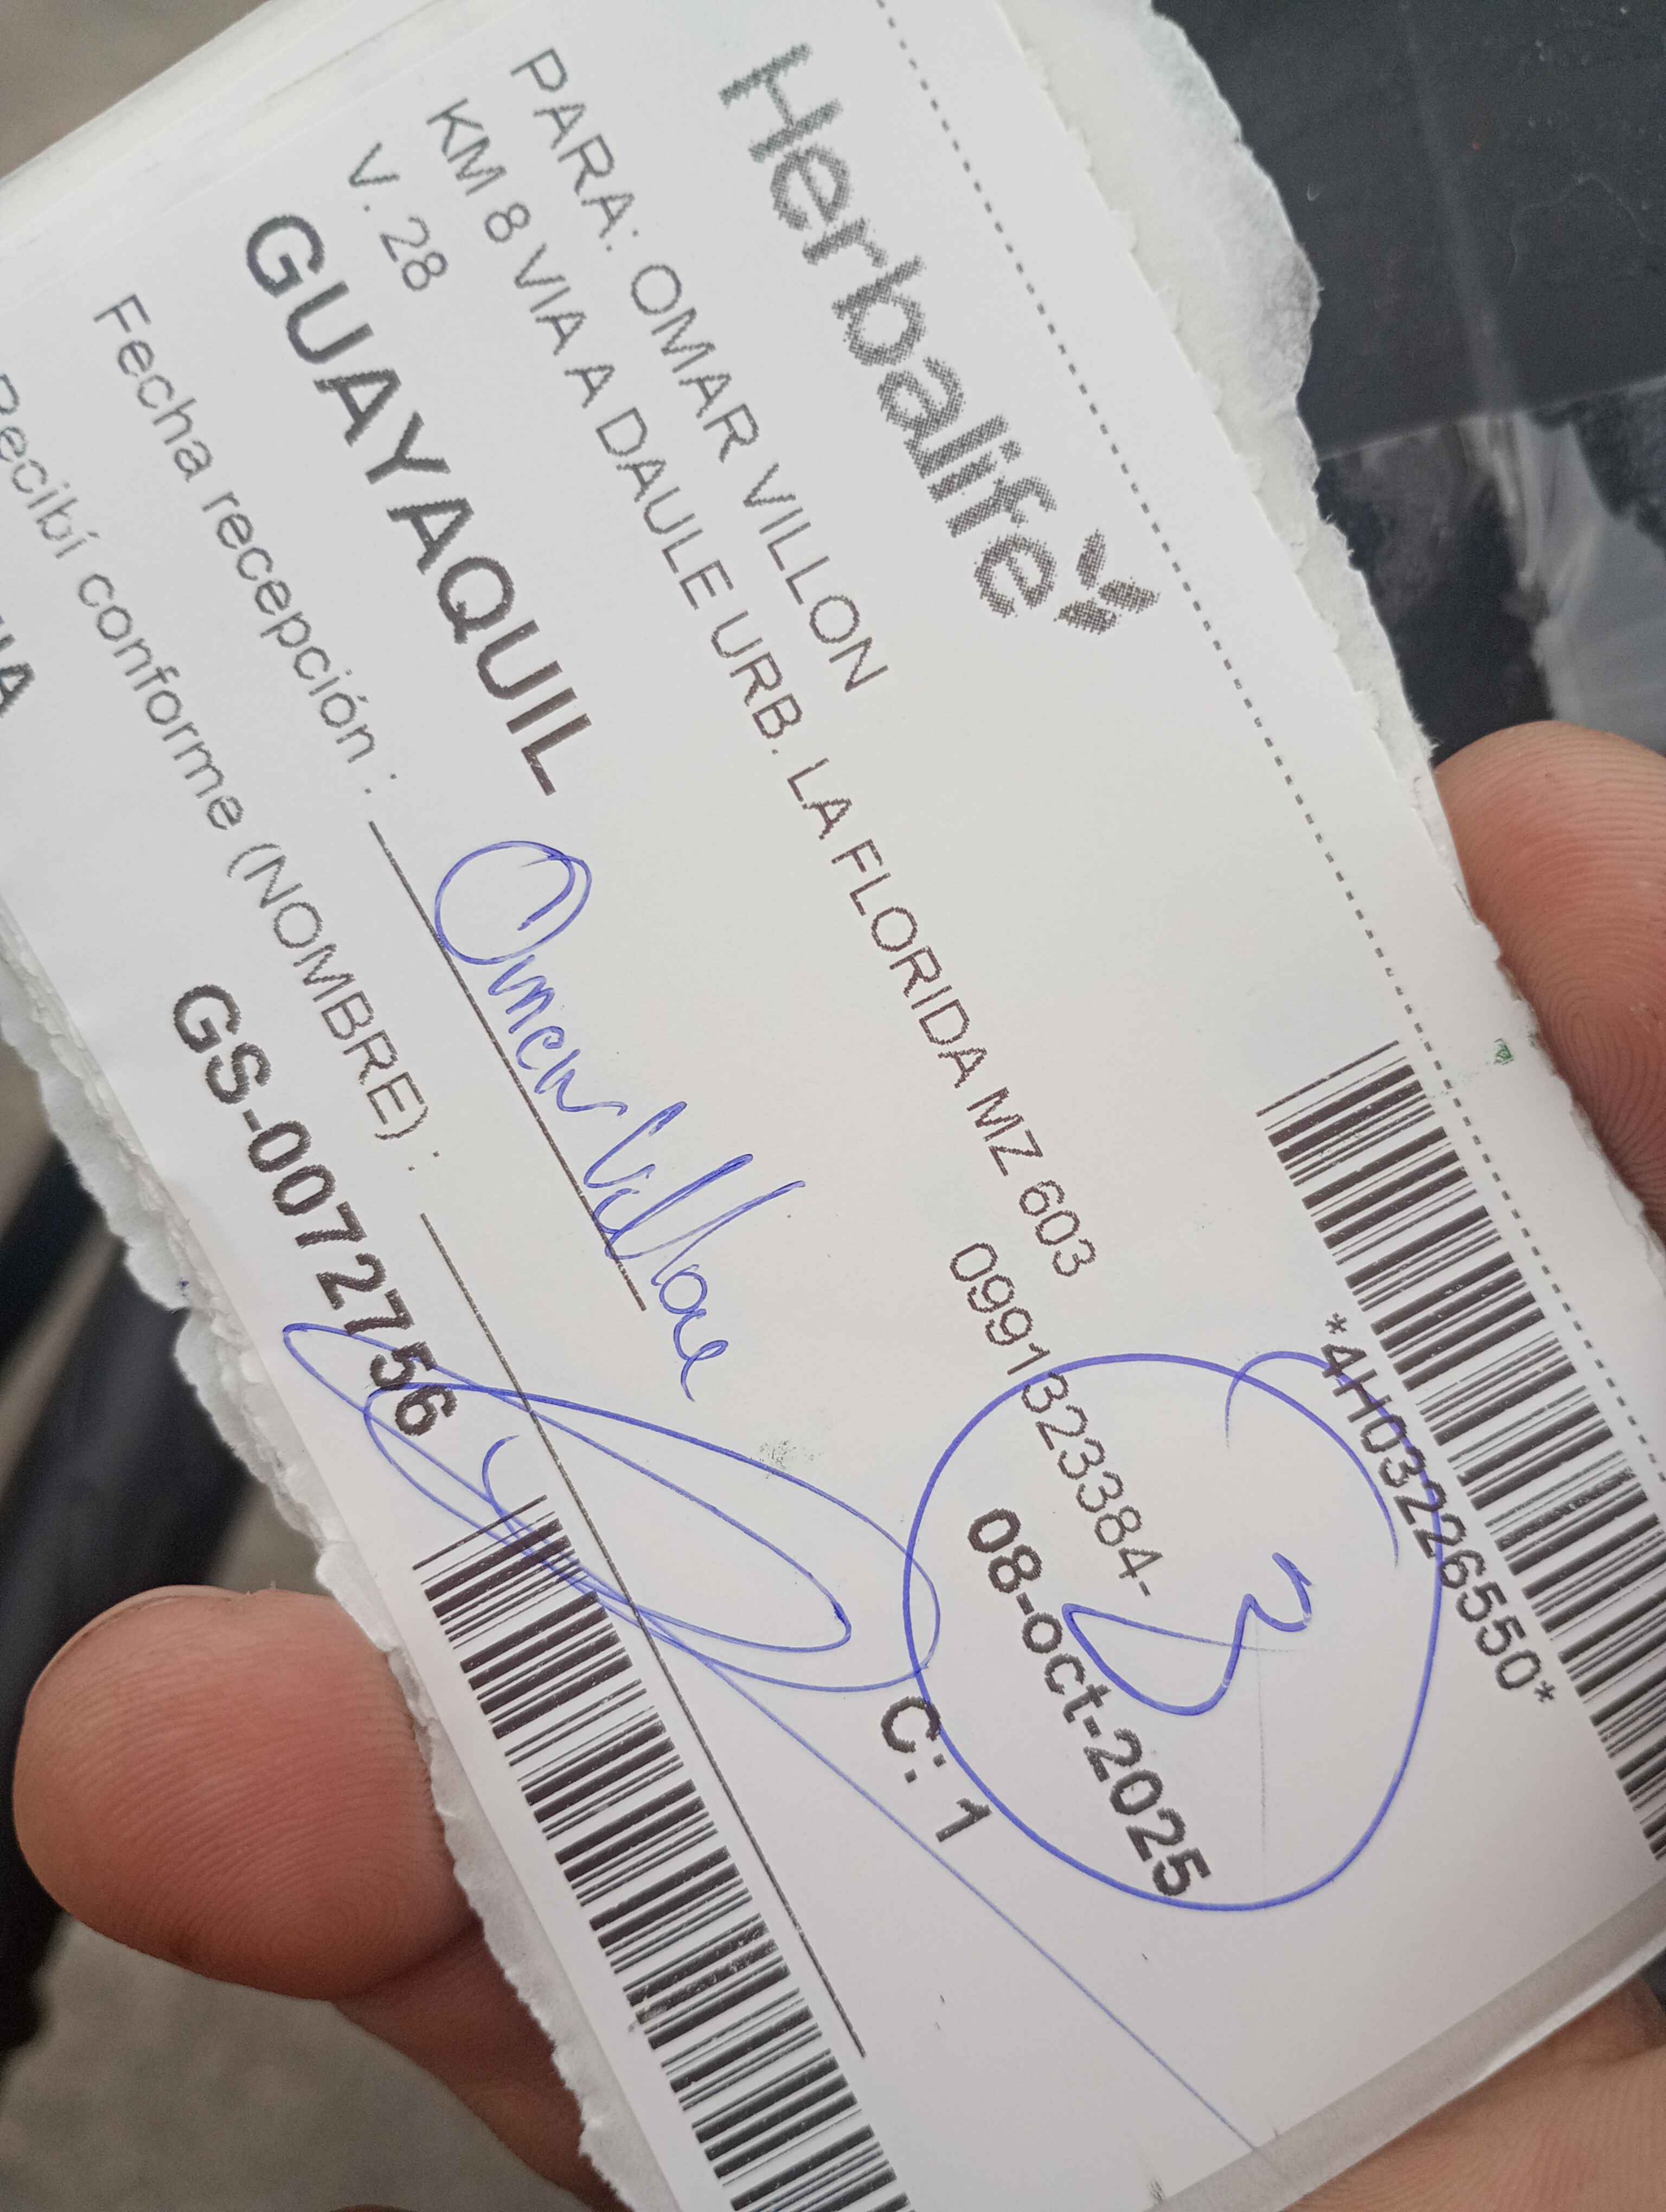 *4H03226550*
Herbalife
08-oct-2025
PARA: OMAR VILLON
KM 8 VIA A DAULE URB. LA FLORIDA MZ 603 0991323384-
V. 28
3
GUAYAQUIL
C: 1
Fecha recepción :
Omar Villon
Recibí conforme (NOMBRE) :
GS-0072756